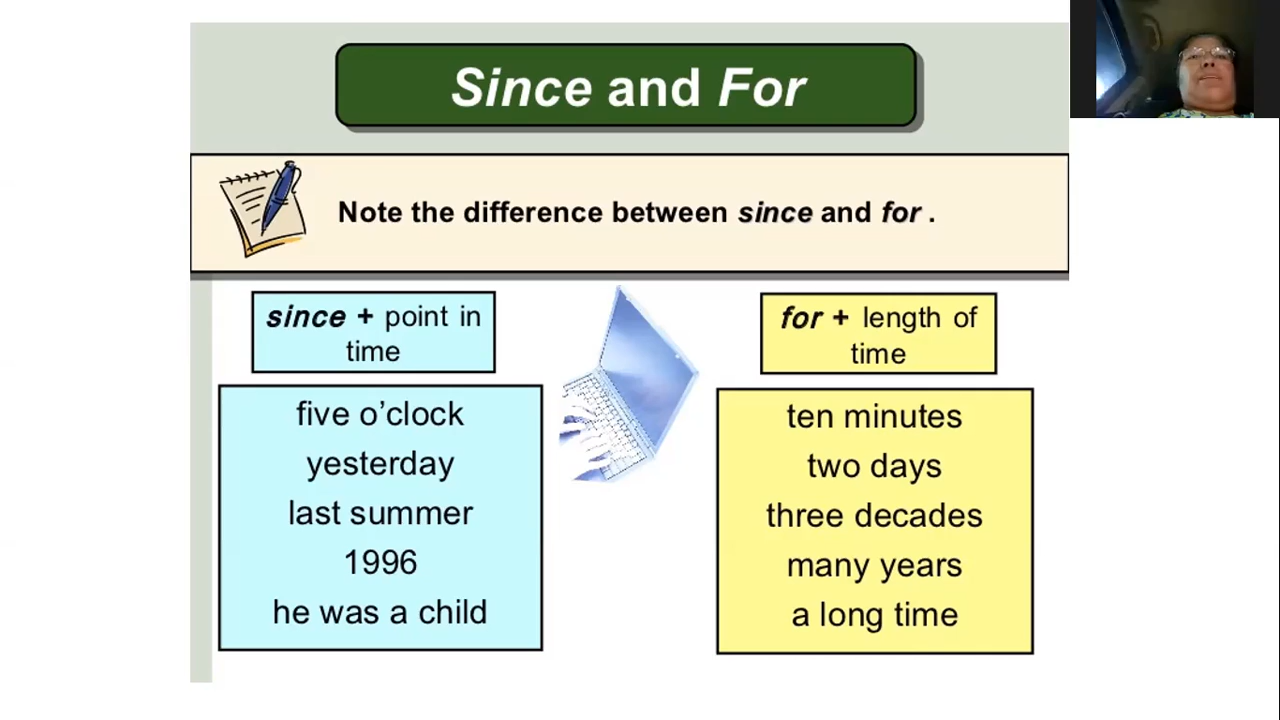 Since and For
Note the difference between since and for .
since + point in
time
five o’clock
yesterday
last summer
1996
he was a child
for + length of
time
ten minutes
two days
three decades
many years
a long time